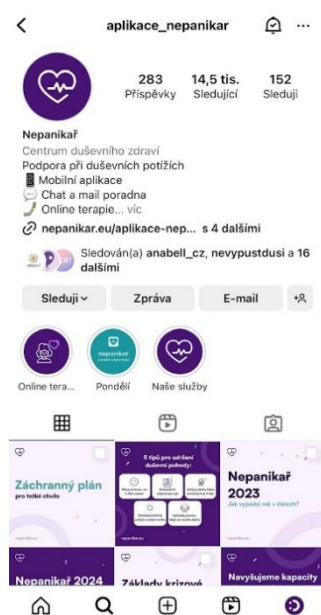 aplikace_nepanikar
283 14,5 tis. 152
Příspěvky Sledující Sleduji
Nepanikař
Centrum duševního zdraví
Podpora při duševních potížích
Mobilní aplikace
Chat a mail poradna
Online terapie... víc
nepanikar.eu/aplikace-nep... s 4 dalšími
Sledován(a) anabell_cz, nevypustdusi a 16
dalšími
Sleduji Zpráva E-mail
Nepanikař
Online tera... Pondělí Naše služby
Záchranný plán
pro těžké chvíle
5 tipů pro udržení
duševní pohody:
Nepanikař
2023
Jak vypadal rok v číslech?
Nepanikař 2024
Základy krizové
Navyšujeme kapacity